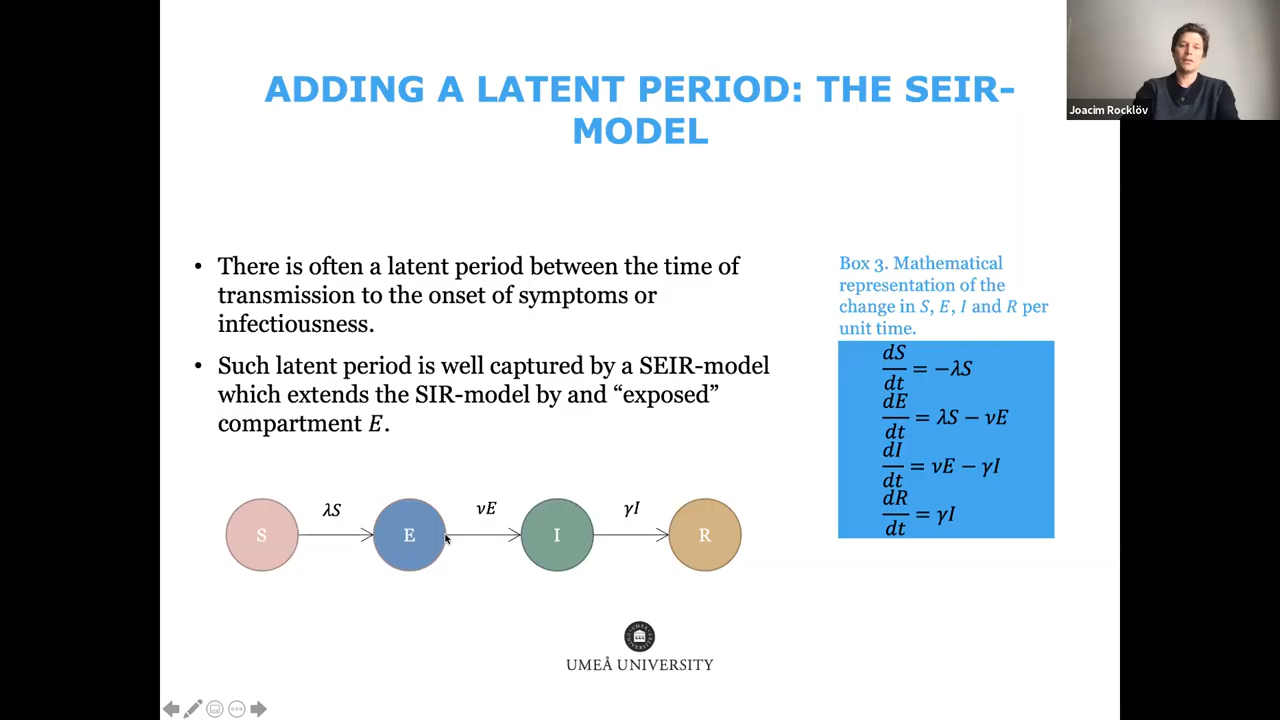 ADDING A LATENT PERIOD: THE SEIR-
MODEL
Joacim Rocklöv
• There is often a latent period between the time of
transmission to the onset of symptoms or
infectiousness.
• Such latent period is well captured by a SEIR-model
which extends the SIR-model by and “exposed”
compartment E.
Box 3. Mathematical
representation of the
change in S, E, I and R per
unit time.
dS/dt = −λS
dE/dt = λS − νE
dI/dt = νE − γI
dR/dt = γI
λS νE γI
S E I R
UMEÅ UNIVERSITY